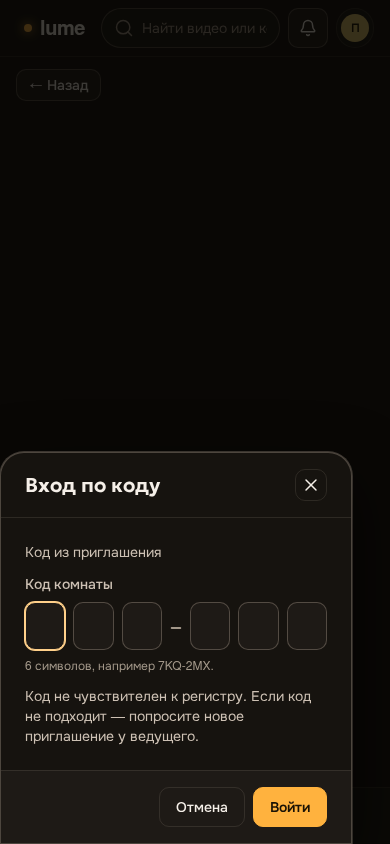 lume
Найти видео или к
П
← Назад
Вход по коду
Код из приглашения
Код комнаты
–
6 символов, например 7KQ-2MX.
Код не чувствителен к регистру. Если код
не подходит — попросите новое
приглашение у ведущего.
Отмена
Войти